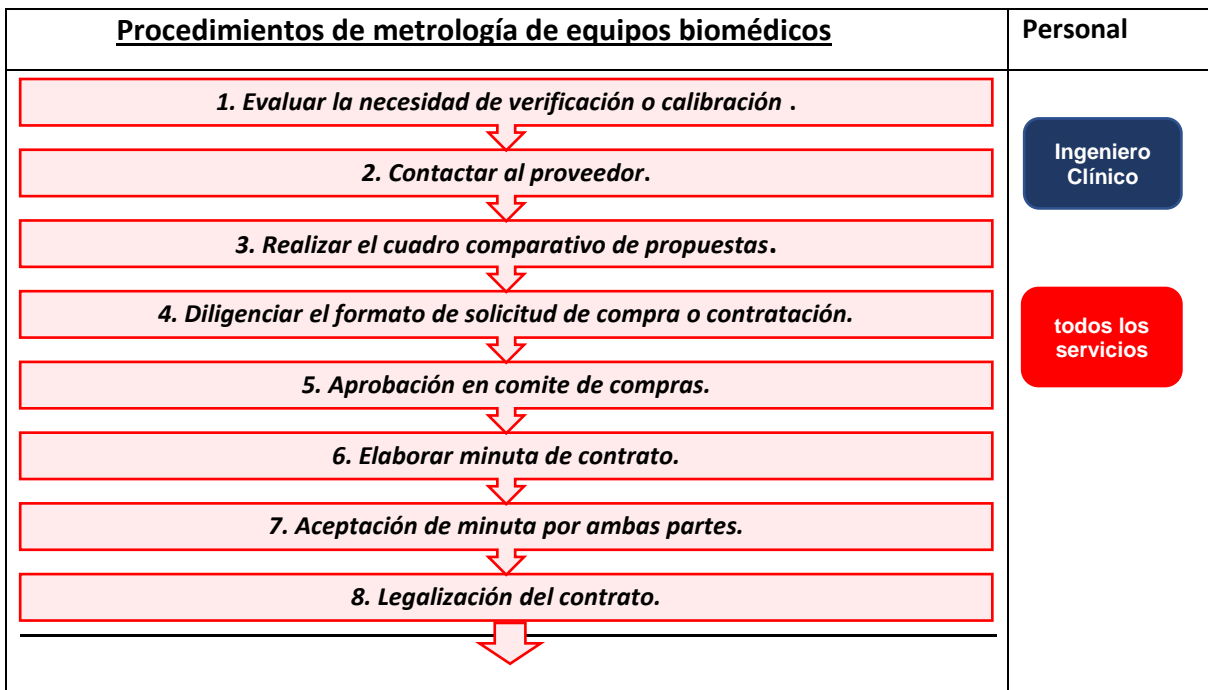 Procedimientos de metrología de equipos biomédicos
Personal
1. Evaluar la necesidad de verificación o calibración .
2. Contactar al proveedor.
3. Realizar el cuadro comparativo de propuestas.
4. Diligenciar el formato de solicitud de compra o contratación.
5. Aprobación en comite de compras.
6. Elaborar minuta de contrato.
7. Aceptación de minuta por ambas partes.
8. Legalización del contrato.
Ingeniero
Clínico
todos los
servicios